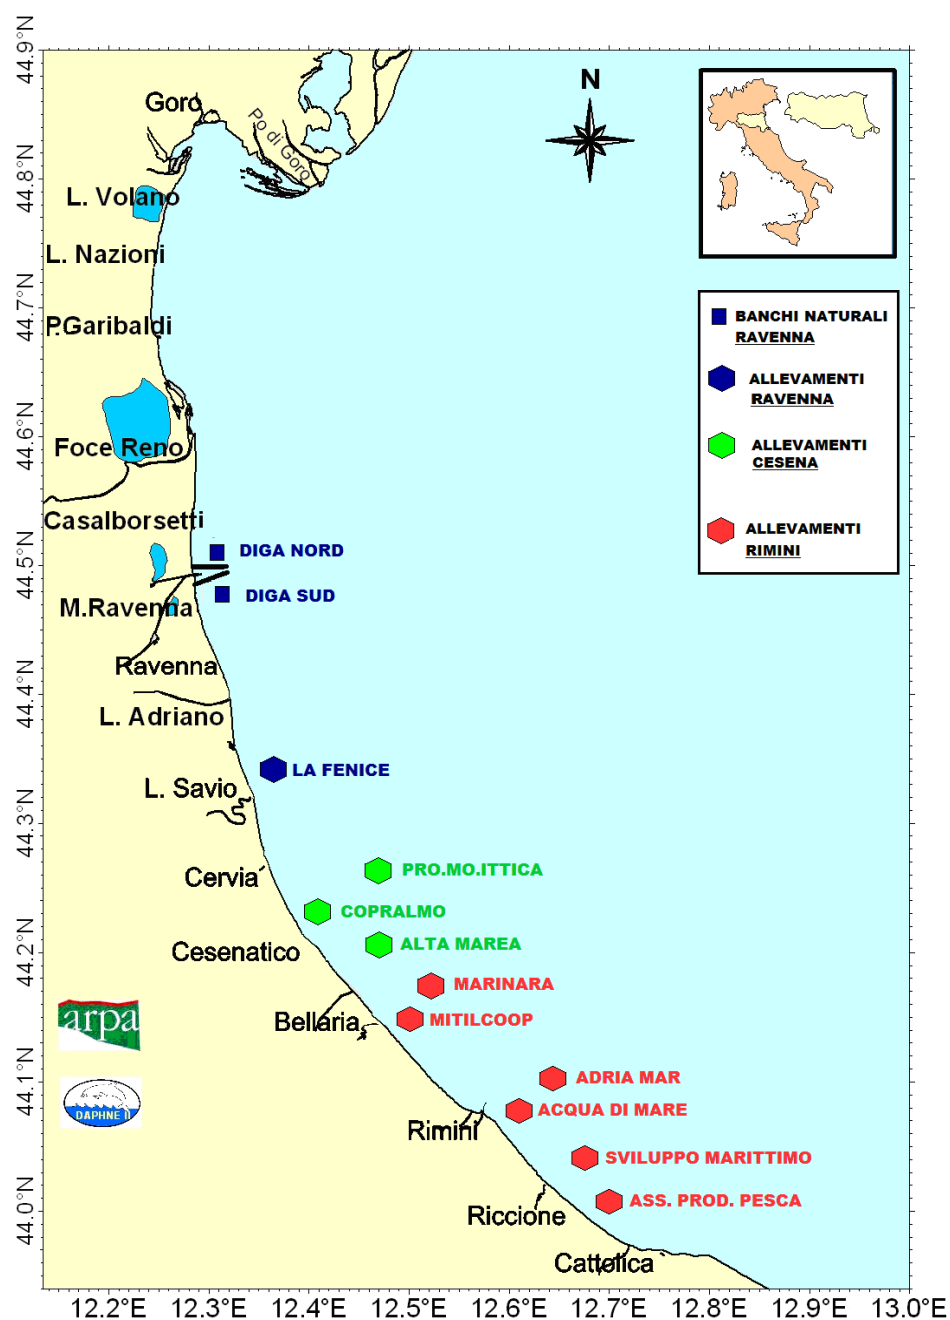 44.9°N
N
Goro
Po di Goro
44.8°N
L. Volano
L. Nazioni
44.7°N
P.Garibaldi
BANCHI NATURALI
RAVENNA
ALLEVAMENTI
RAVENNA
ALLEVAMENTI
CESENA
ALLEVAMENTI
RIMINI
44.6°N
Foce Reno
Casalborsetti
44.5°N
DIGA NORD
DIGA SUD
M.Ravenna
Ravenna
44.4°N
L. Adriano
LA FENICE
L. Savio
44.3°N
PRO.MO.ITTICA
Cervia
COPRALMO
ALTA MAREA
Cesenatico
44.2°N
MARINARA
MITILCOOP
Bellaria
arpa
ADRIA MAR
44.1°N
ACQUA DI MARE
DAPHNE II
Rimini
SVILUPPO MARITTIMO
ASS. PROD. PESCA
44.0°N
Riccione
Cattolica
12.2°E 12.3°E 12.4°E 12.5°E 12.6°E 12.7°E 12.8°E 12.9°E 13.0°E